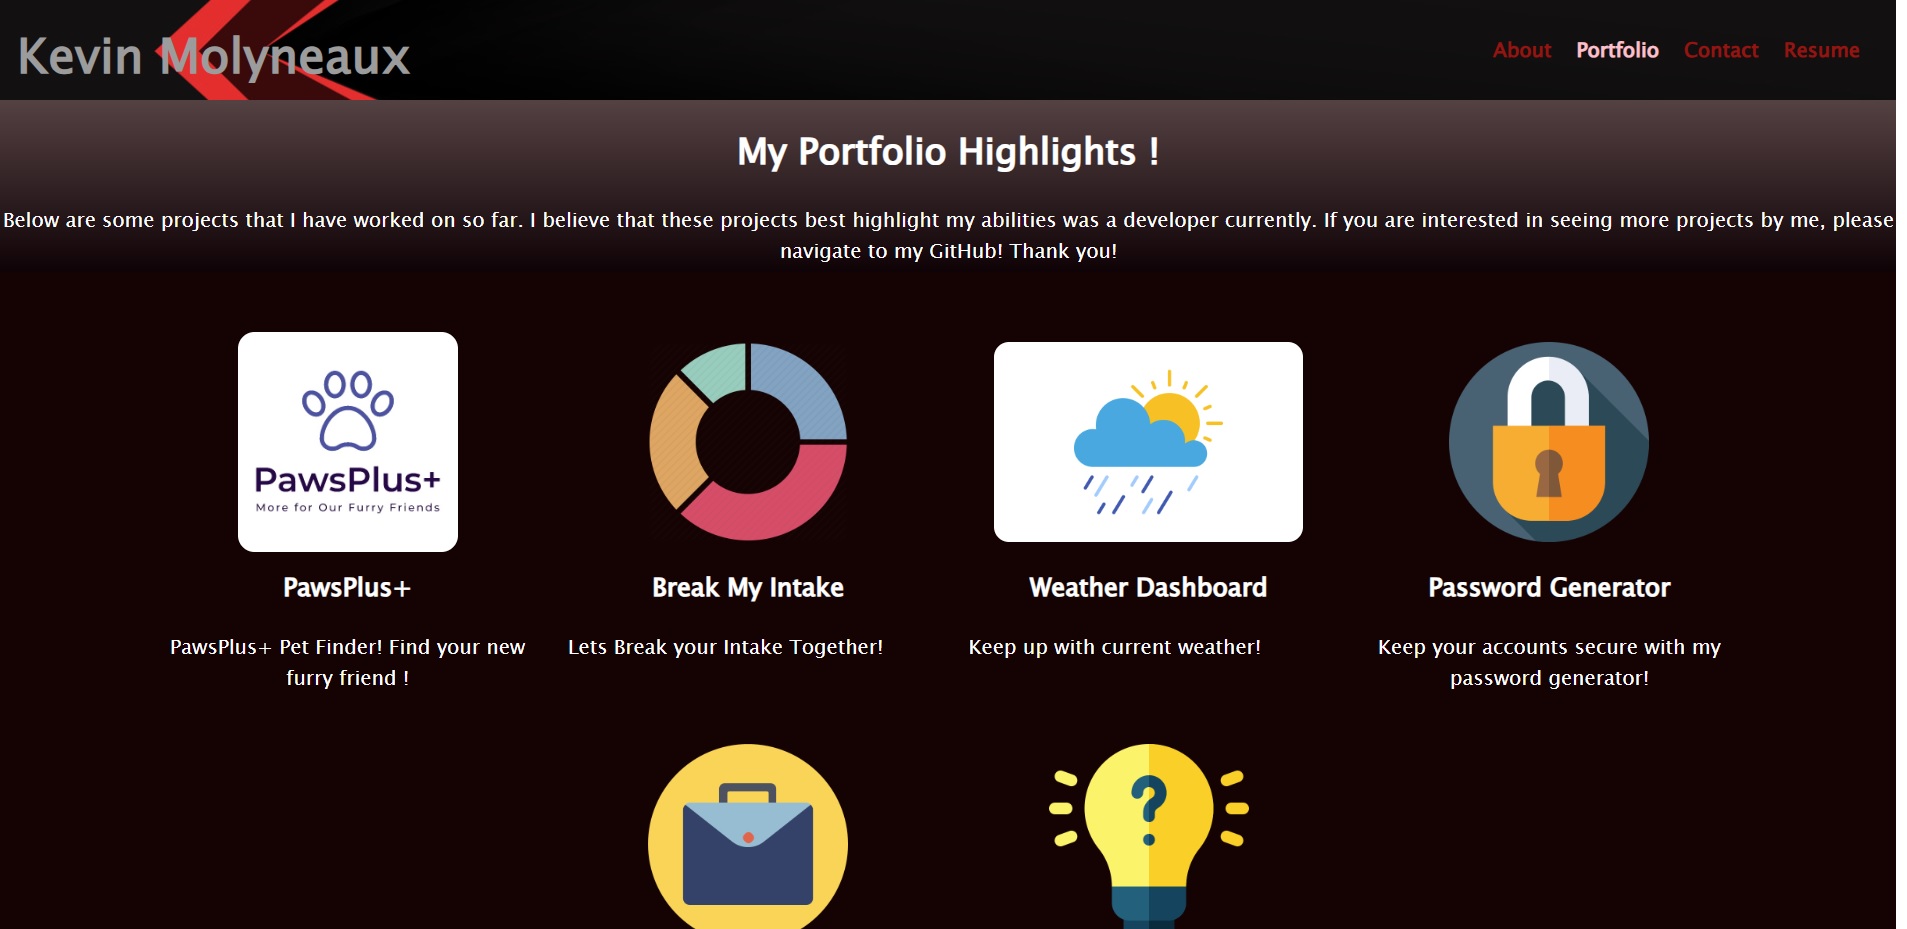 Kevin Molyneaux
About Portfolio Contact Resume
My Portfolio Highlights !
Below are some projects that I have worked on so far. I believe that these projects best highlight my abilities was a developer currently. If you are interested in seeing more projects by me, please
navigate to my GitHub! Thank you!
PawsPlus+
More for Our Furry Friends
PawsPlus+
PawsPlus+ Pet Finder! Find your new
furry friend !
Break My Intake
Lets Break your Intake Together!
Weather Dashboard
Keep up with current weather!
Password Generator
Keep your accounts secure with my
password generator!
?